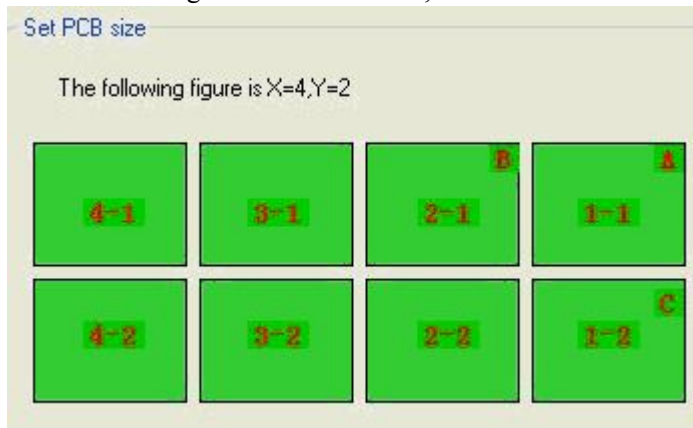 Set PCB size
The following figure is X=4,Y=2
B A
4-1 3-1 2-1 1-1
C
4-2 3-2 2-2 1-2